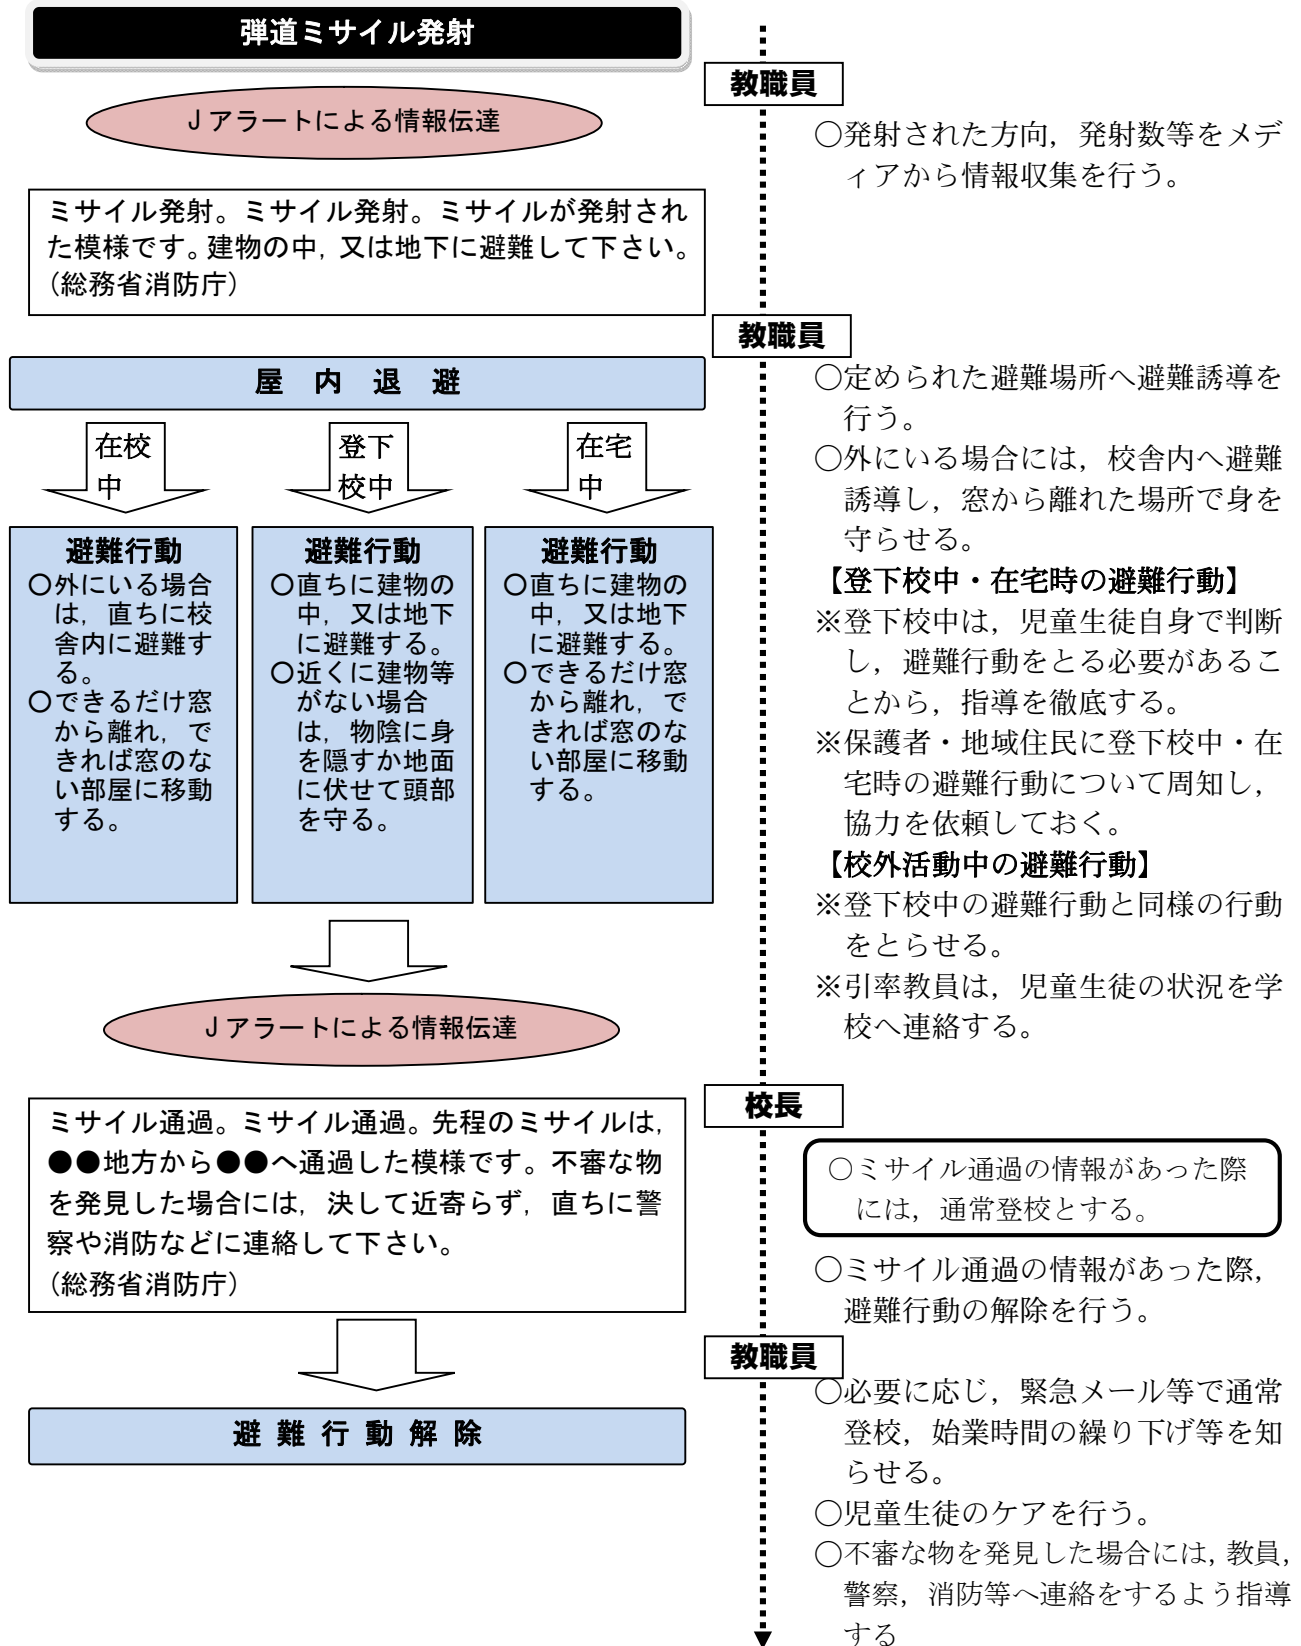 弾道ミサイル発射
Jアラートによる情報伝達
ミサイル発射。ミサイル発射。ミサイルが発射され
た模様です。建物の中，又は地下に避難して下さい。
（総務省消防庁）
屋内退避
在校
中
登下
校中
在宅
中
避難行動
○外にいる場合
は，直ちに校
舎内に避難す
る。
○できるだけ窓
から離れ，で
きれば窓のな
い部屋に移動
する。
避難行動
○直ちに建物の
中，又は地下
に避難する。
○近くに建物等
がない場合
は，物陰に身
を隠すか地面
に伏せて頭部
を守る。
避難行動
○直ちに建物の
中，又は地下
に避難する。
○できるだけ窓
から離れ，で
きれば窓のな
い部屋に移動
する。
Jアラートによる情報伝達
ミサイル通過。ミサイル通過。先程のミサイルは，
●●地方から●●へ通過した模様です。不審な物
を発見した場合には，決して近寄らず，直ちに警
察や消防などに連絡して下さい。
（総務省消防庁）
避難行動解除
教職員
○発射された方向，発射数等をメデ
ィアから情報収集を行う。
教職員
○定められた避難場所へ避難誘導を
行う。
○外にいる場合には，校舎内へ避難
誘導し，窓から離れた場所で身を
守らせる。
【登下校中・在宅時の避難行動】
※登下校中は，児童生徒自身で判断
し，避難行動をとる必要があるこ
とから，指導を徹底する。
※保護者・地域住民に登下校中・在
宅時の避難行動について周知し，
協力を依頼しておく。
【校外活動中の避難行動】
※登下校中の避難行動と同様の行動
をとらせる。
※引率教員は，児童生徒の状況を学
校へ連絡する。
校長
○ミサイル通過の情報があった際
には，通常登校とする。
○ミサイル通過の情報があった際，
避難行動の解除を行う。
教職員
○必要に応じ，緊急メール等で通常
登校，始業時間の繰り下げ等を知
らせる。
○児童生徒のケアを行う。
○不審な物を発見した場合には，教員，
警察，消防等へ連絡をするよう指導
する